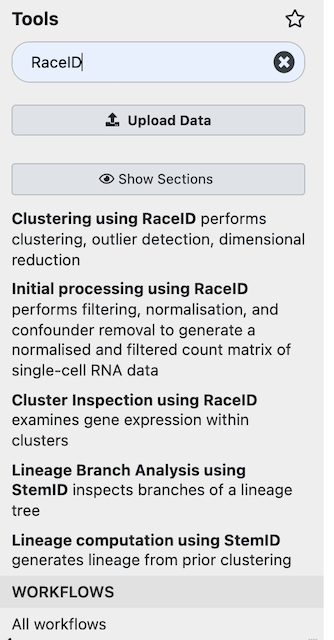 Tools
RaceID
Upload Data
Show Sections
Clustering using RaceID performs
clustering, outlier detection, dimensional
reduction
Initial processing using RaceID
performs filtering, normalisation, and
confounder removal to generate a
normalised and filtered count matrix of
single-cell RNA data
Cluster Inspection using RaceID
examines gene expression within
clusters
Lineage Branch Analysis using
StemID inspects branches of a lineage
tree
Lineage computation using StemID
generates lineage from prior clustering
WORKFLOWS
All workflows